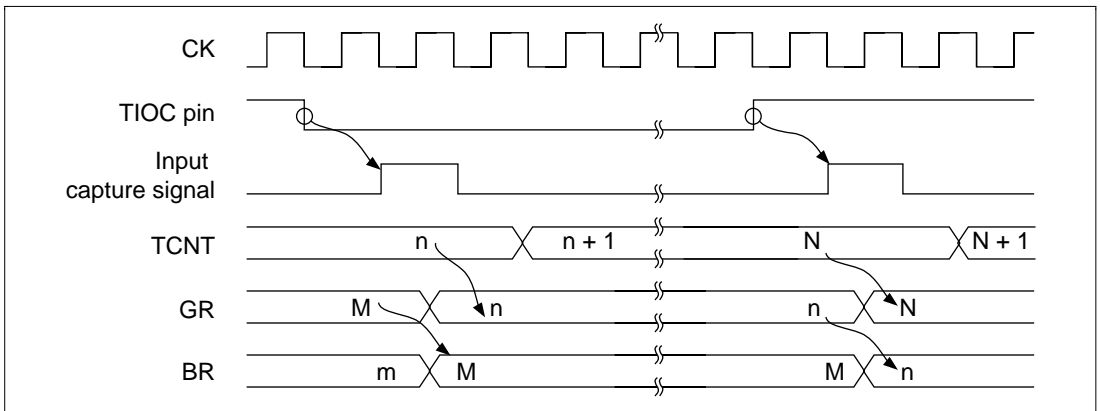 CK
TIOC pin
Input
capture signal
TCNT n n + 1 N N + 1
GR M n n N
BR m M M n